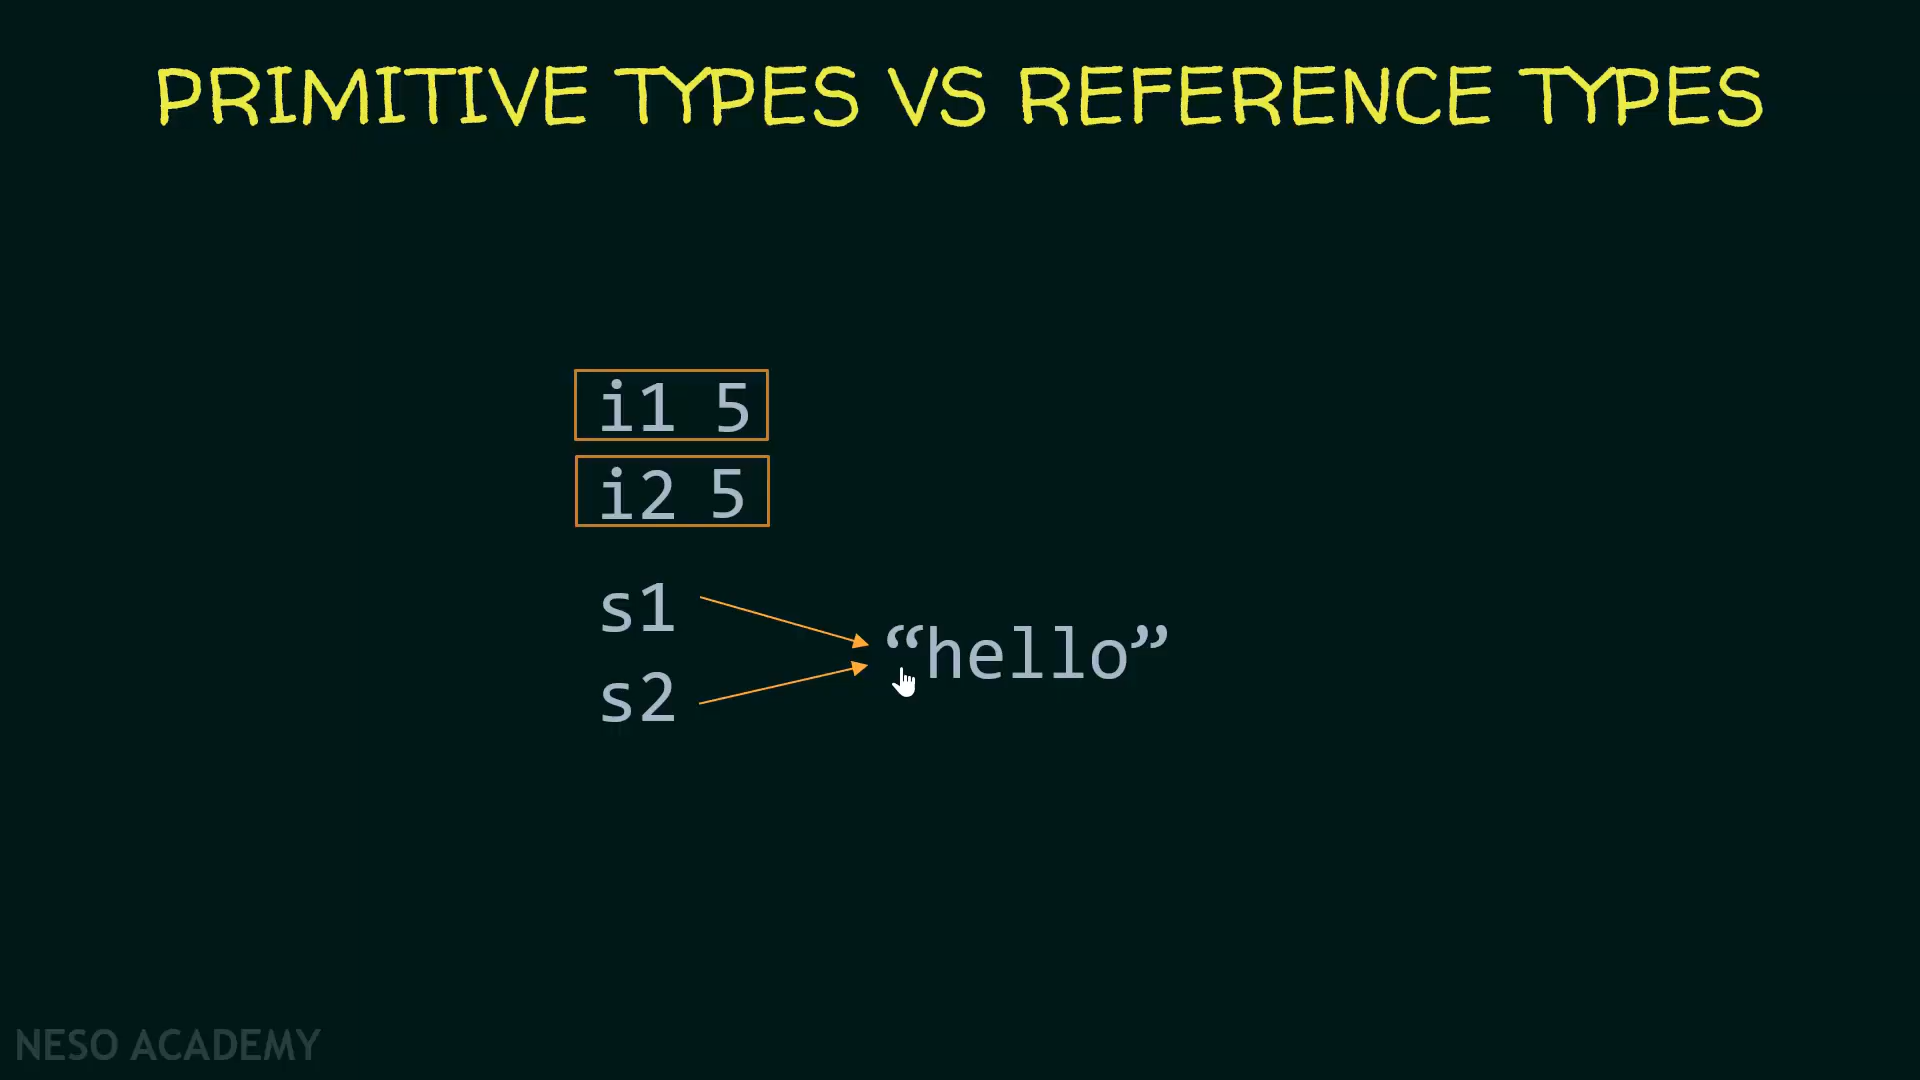 PRIMITIVE TYPES VS REFERENCE TYPES
i1 5
i2 5
s1
“hello”
s2
NESO ACADEMY